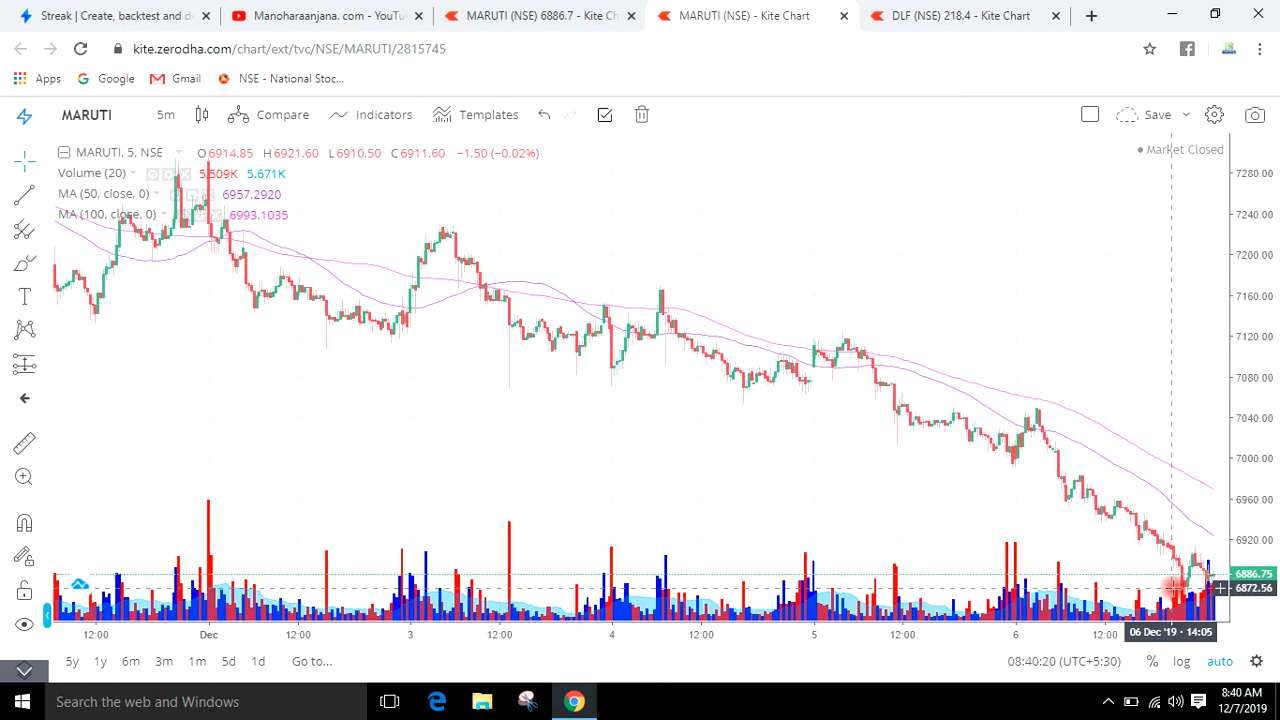 Streak | Create, backtest and d
Manoharaanjana. com - YouTu
MARUTI (NSE) 6886.7 - Kite Ch
MARUTI (NSE) - Kite Chart
DLF (NSE) 218.4 - Kite Chart
kite.zerodha.com/chart/ext/tvc/NSE/MARUTI/2815745
Apps Google Gmail NSE - National Stoc...
MARUTI 5m Compare Indicators Templates Save
MARUTI, 5, NSE O6914.85 H6921.60 L6910.50 C6911.60 −1.50 (−0.02%)
Market Closed
Volume (20) 5.509K 5.671K
MA (50, close, 0) 6957.2920
MA (100, close, 0) 6993.1035
7280.00
7240.00
7200.00
7160.00
7120.00
7080.00
7040.00
7000.00
6960.00
6920.00
6886.75
6872.56
12:00 Dec 12:00 3 12:00 4 12:00 5 12:00 6 12:00 06 Dec '19 · 14:05
5y 1y 6m 3m 1m 5d 1d Go to... 08:40:20 (UTC+5:30) % log auto
Search the web and Windows
8:40 AM
12/7/2019